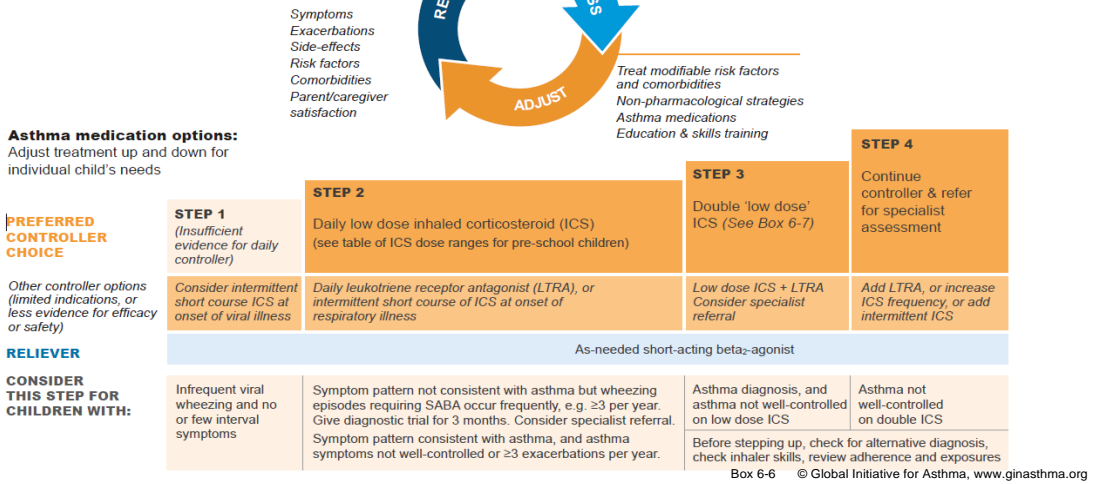 RE
SS
Symptoms
Exacerbations
Side-effects
Risk factors
Comorbidities
Parent/caregiver
satisfaction
ADJUST
Treat modifiable risk factors
and comorbidities
Non-pharmacological strategies
Asthma medications
Education & skills training
Asthma medication options:
Adjust treatment up and down for
individual child's needs
PREFERRED
CONTROLLER
CHOICE
STEP 1
(Insufficient
evidence for daily
controller)
STEP 2
Daily low dose inhaled corticosteroid (ICS)
(see table of ICS dose ranges for pre-school children)
STEP 3
Double 'low dose'
ICS (See Box 6-7)
STEP 4
Continue
controller & refer
for specialist
assessment
Other controller options
(limited indications, or
less evidence for efficacy
or safety)
Consider intermittent
short course ICS at
onset of viral illness
Daily leukotriene receptor antagonist (LTRA), or
intermittent short course of ICS at onset of
respiratory illness
Low dose ICS + LTRA
Consider specialist
referral
Add LTRA, or increase
ICS frequency, or add
intermittent ICS
RELIEVER
As-needed short-acting beta₂-agonist
CONSIDER
THIS STEP FOR
CHILDREN WITH:
Infrequent viral
wheezing and no
or few interval
symptoms
Symptom pattern not consistent with asthma but wheezing
episodes requiring SABA occur frequently, e.g. ≥3 per year.
Give diagnostic trial for 3 months. Consider specialist referral.
Symptom pattern consistent with asthma, and asthma
symptoms not well-controlled or ≥3 exacerbations per year.
Asthma diagnosis, and
asthma not well-controlled
on low dose ICS
Asthma not
well-controlled
on double ICS
Before stepping up, check for alternative diagnosis,
check inhaler skills, review adherence and exposures
Box 6-6 © Global Initiative for Asthma, www.ginasthma.org